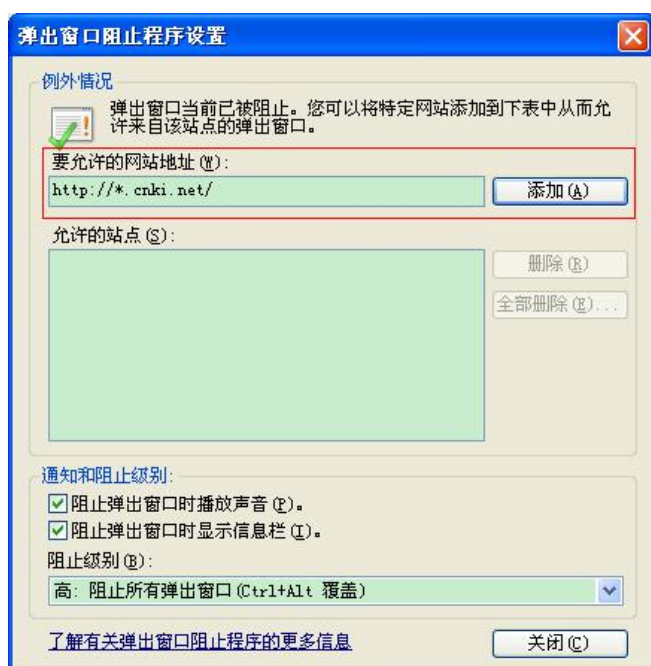 弹出窗口阻止程序设置
例外情况
弹出窗口当前已被阻止。您可以将特定网站添加到下表中从而允
许来自该站点的弹出窗口。
要允许的网站地址(W):
http://*.cnki.net/
添加(A)
允许的站点(S):
删除(R)
全部删除(E)...
通知和阻止级别:
阻止弹出窗口时播放声音(P)。
阻止弹出窗口时显示信息栏(I)。
阻止级别(B):
高: 阻止所有弹出窗口(Ctrl+Alt 覆盖)
了解有关弹出窗口阻止程序的更多信息
关闭(C)